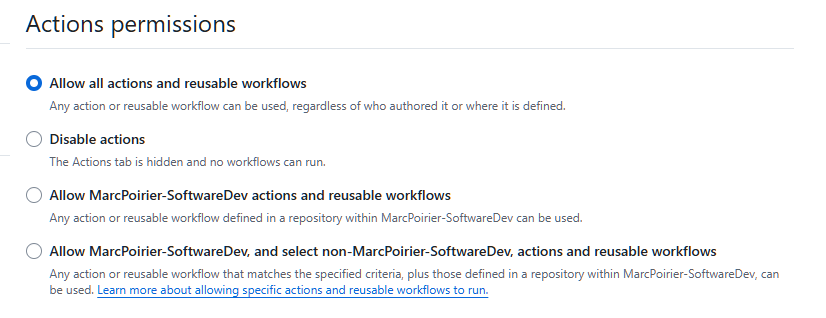 Actions permissions
Allow all actions and reusable workflows
Any action or reusable workflow can be used, regardless of who authored it or where it is defined.
Disable actions
The Actions tab is hidden and no workflows can run.
Allow MarcPoirier-SoftwareDev actions and reusable workflows
Any action or reusable workflow defined in a repository within MarcPoirier-SoftwareDev can be used.
Allow MarcPoirier-SoftwareDev, and select non-MarcPoirier-SoftwareDev, actions and reusable workflows
Any action or reusable workflow that matches the specified criteria, plus those defined in a repository within MarcPoirier-SoftwareDev, can
be used. Learn more about allowing specific actions and reusable workflows to run.